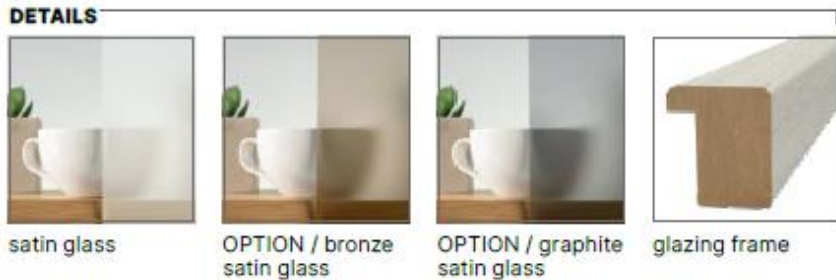 DETAILS
satin glass
OPTION / bronze
satin glass
OPTION / graphite
satin glass
glazing frame